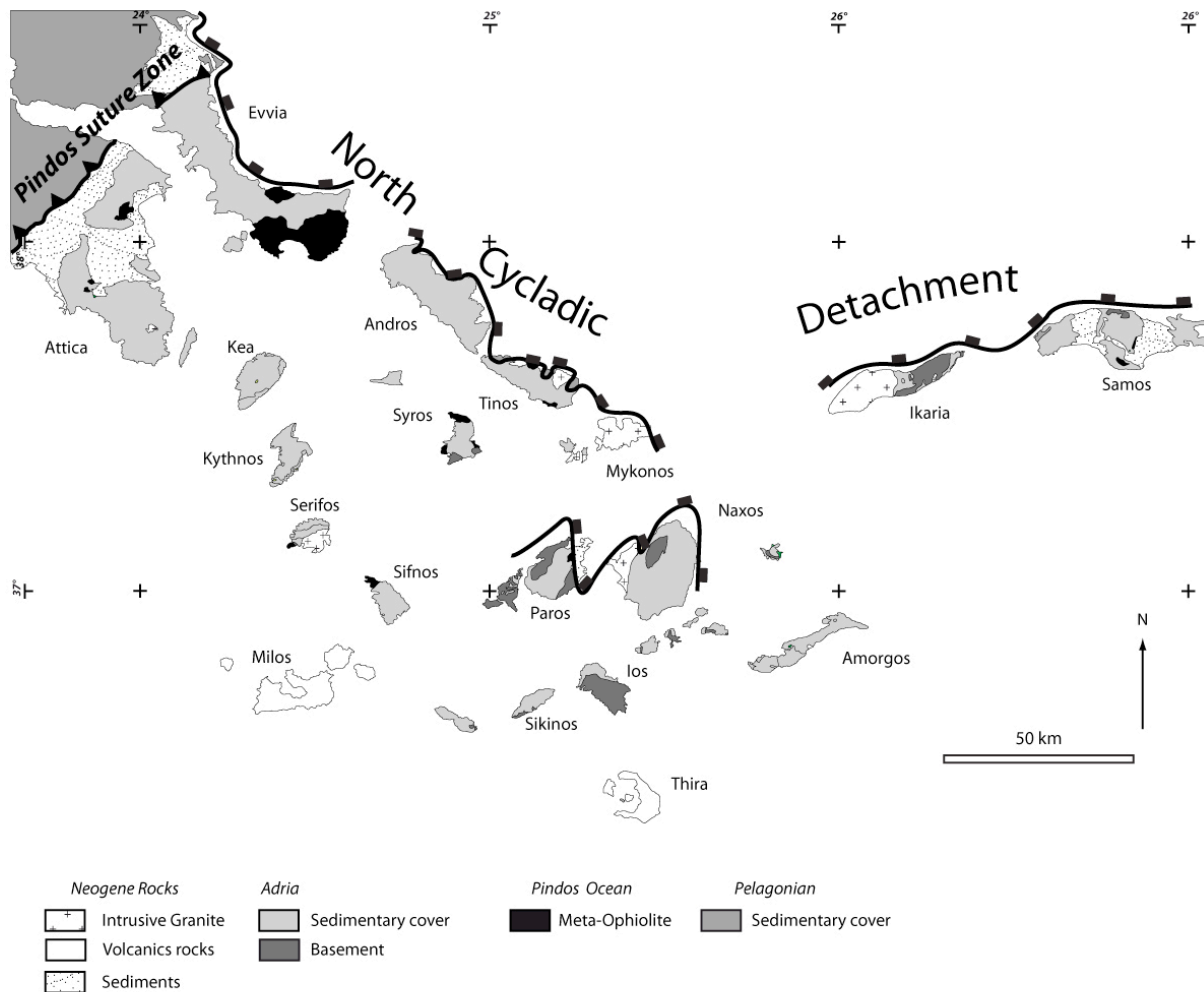 24°
25°
26°
26°
Pindos Suture Zone
Evvia
North
Cycladic
Detachment
38°
Attica
Kea
Andros
Syros
Tinos
Ikaria
Samos
Kythnos
Mykonos
Serifos
Naxos
Sifnos
37°
Paros
N
Milos
Ios
Amorgos
Sikinos
50 km
Thira
Neogene Rocks
Adria
Pindos Ocean
Pelagonian
Intrusive Granite
Sedimentary cover
Meta-Ophiolite
Sedimentary cover
Volcanics rocks
Basement
Sediments